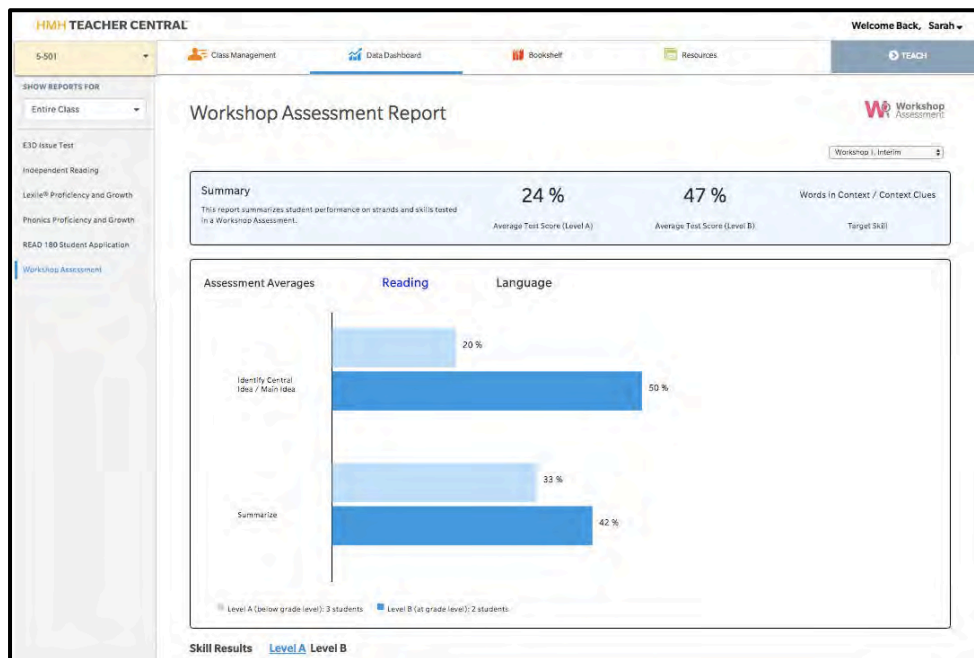 HMH TEACHER CENTRAL
Welcome Back, Sarah
5-501
Class Management
Data Dashboard
Bookshelf
Resources
TEACH
SHOW REPORTS FOR
Entire Class
E3D Issue Test
Independent Reading
Lexile® Proficiency and Growth
Phonics Proficiency and Growth
READ 180 Student Application
Workshop Assessment
Workshop Assessment Report
Workshop
Assessment
Workshop 1, Interim
Summary
This report summarizes student performance on strands and skills tested
in a Workshop Assessment.
24 %
Average Test Score (Level A)
47 %
Average Test Score (Level B)
Words in Context / Context Clues
Target Skill
Assessment Averages
Reading
Language
20 %
Identify Central
Idea / Main Idea
50 %
33 %
Summarize
42 %
Level A (below grade level): 3 students
Level B (at grade level): 2 students
Skill Results Level A Level B